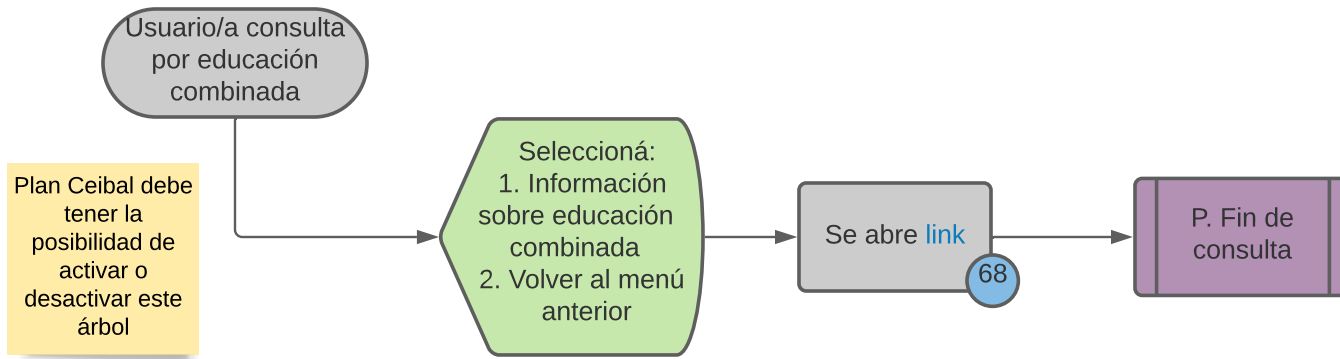 Usuario/a consulta
por educación
combinada
Plan Ceibal debe
tener la
posibilidad de
activar o
desactivar este
árbol
Seleccioná:
1. Información
sobre educación
combinada
2. Volver al menú
anterior
Se abre link
68
P. Fin de
consulta